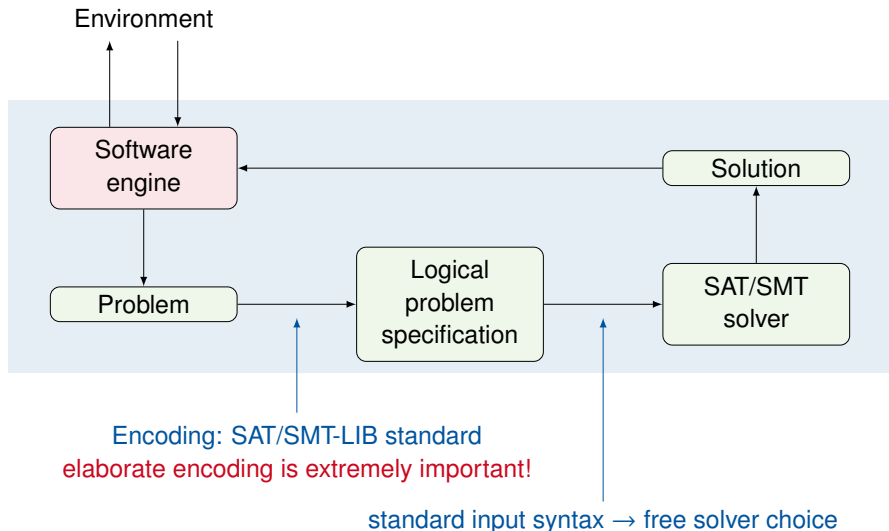 Environment
Software
engine
Solution
Problem
Logical
problem
specification
SAT/SMT
solver
Encoding: SAT/SMT-LIB standard
elaborate encoding is extremely important!
standard input syntax → free solver choice